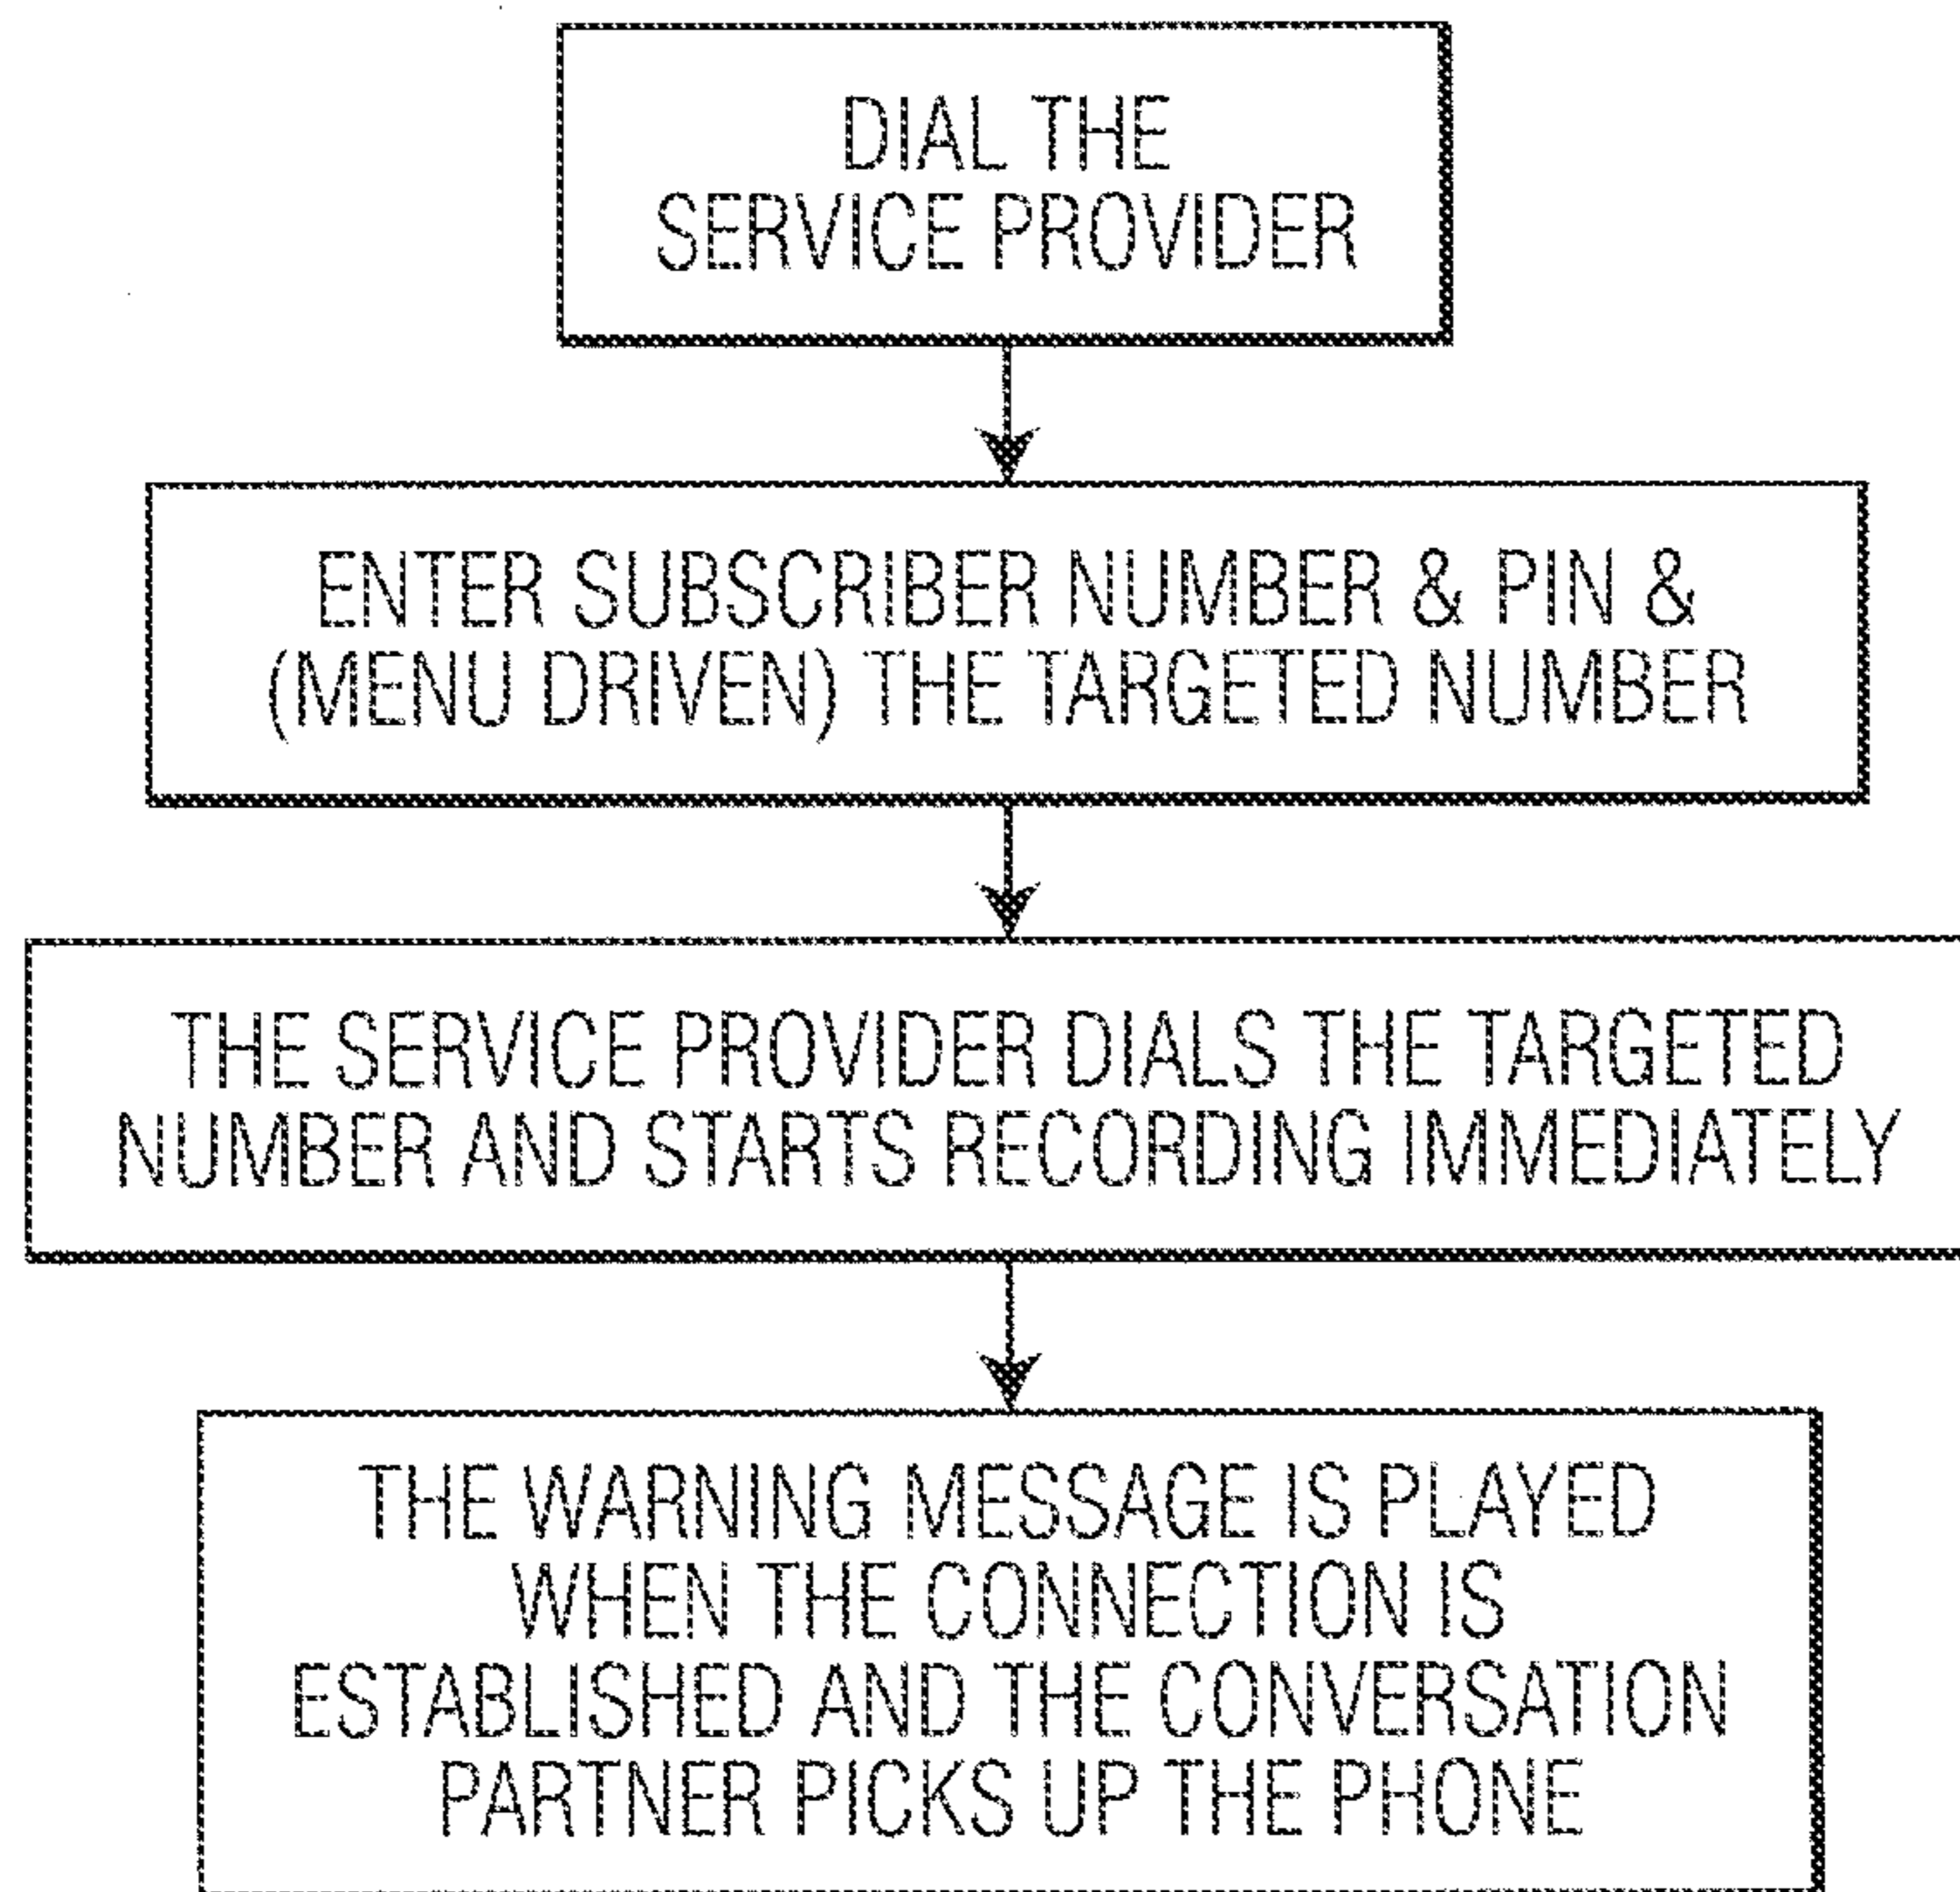 DIAL THE
SERVICE PROVIDER
ENTER SUBSCRIBER NUMBER & PIN &
(MENU DRIVEN) THE TARGETED NUMBER
THE SERVICE PROVIDER DIALS THE TARGETED
NUMBER AND STARTS RECORDING IMMEDIATELY
THE WARNING MESSAGE IS PLAYED
WHEN THE CONNECTION IS
ESTABLISHED AND THE CONVERSATION
PARTNER PICKS UP THE PHONE